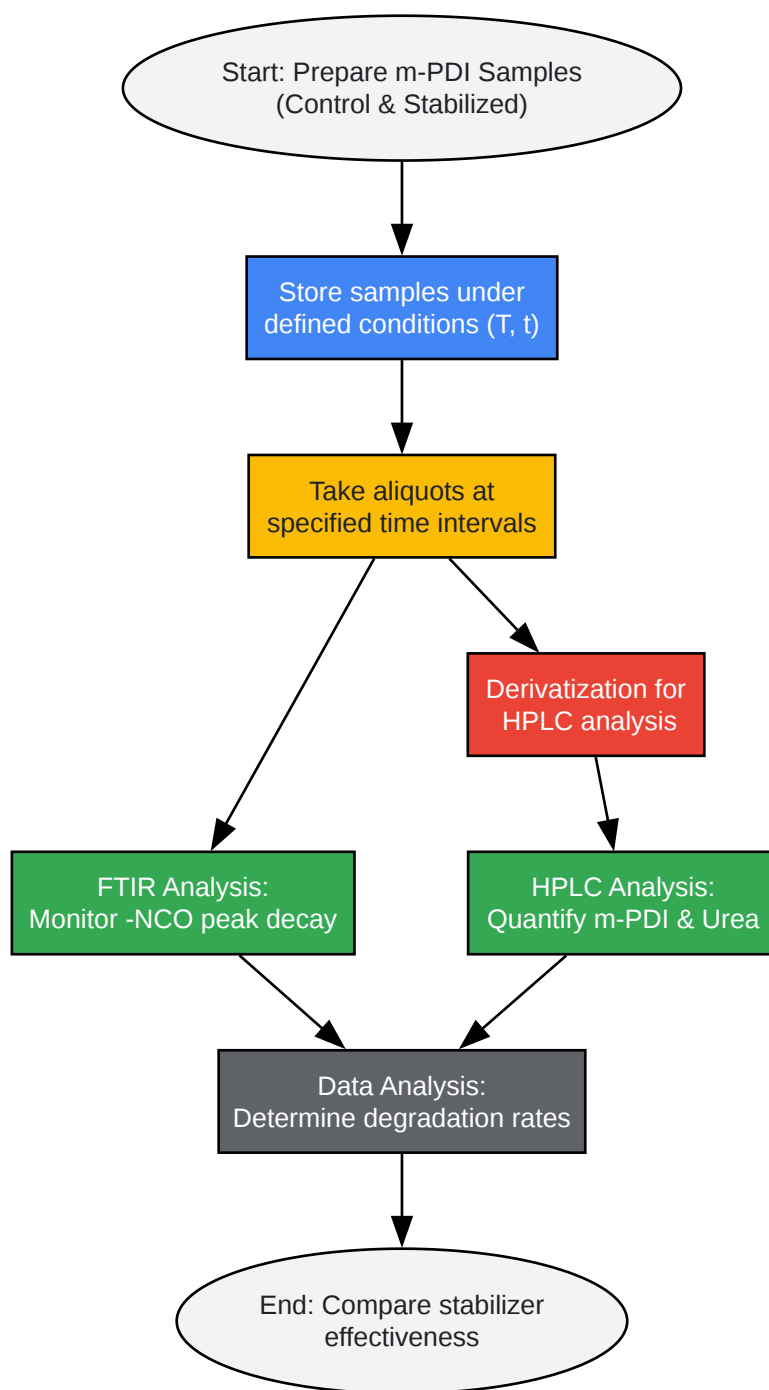 Start: Prepare m-PDI Samples
(Control & Stabilized)
Store samples under
defined conditions (T, t)
Take aliquots at
specified time intervals
Derivatization for
HPLC analysis
FTIR Analysis:
Monitor -NCO peak decay
HPLC Analysis:
Quantify m-PDI & Urea
Data Analysis:
Determine degradation rates
End: Compare stabilizer
effectiveness